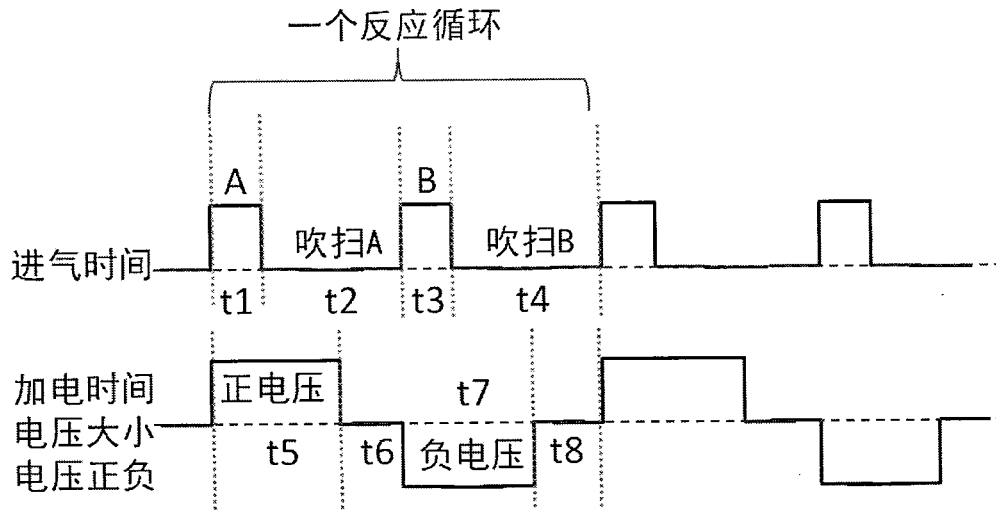 一个反应循环
A
B
吹扫A
吹扫B
进气时间
t1
t2
t3
t4
加电时间
电压大小
电压正负
正电压
t7
t5
t6
负电压
t8